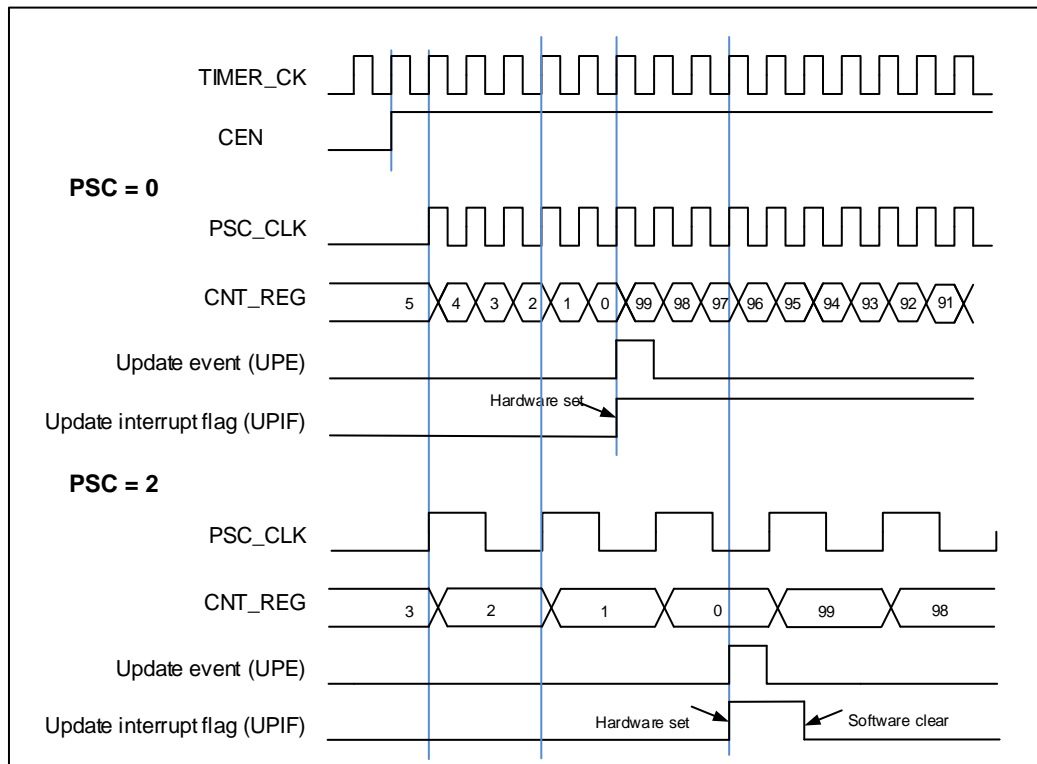 TIMER_CK
CEN
PSC = 0
PSC_CLK
CNT_REG 5 4 3 2 1 0 99 98 97 96 95 94 93 92 91
Update event (UPE)
Hardware set
Update interrupt flag (UPIF)
PSC = 2
PSC_CLK
CNT_REG 3 2 1 0 99 98
Update event (UPE)
Update interrupt flag (UPIF) Hardware set Software clear